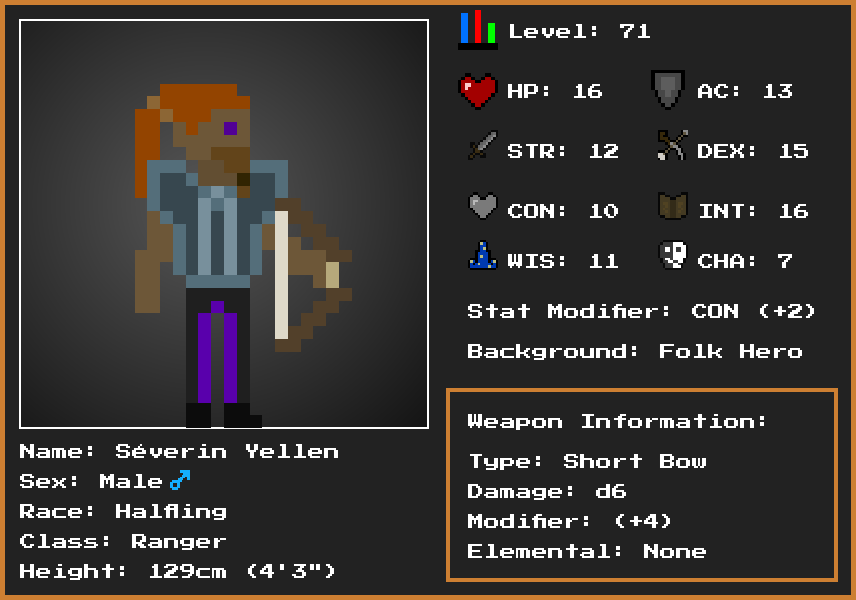 Level: 71
HP: 16 AC: 13
STR: 12 DEX: 15
CON: 10 INT: 16
WIS: 11 CHA: 7
Stat Modifier: CON (+2)
Background: Folk Hero
Weapon Information:
Type: Short Bow
Damage: d6
Modifier: (+4)
Elemental: None
Name: Séverin Yellen
Sex: Male♂
Race: Halfling
Class: Ranger
Height: 129cm (4'3")